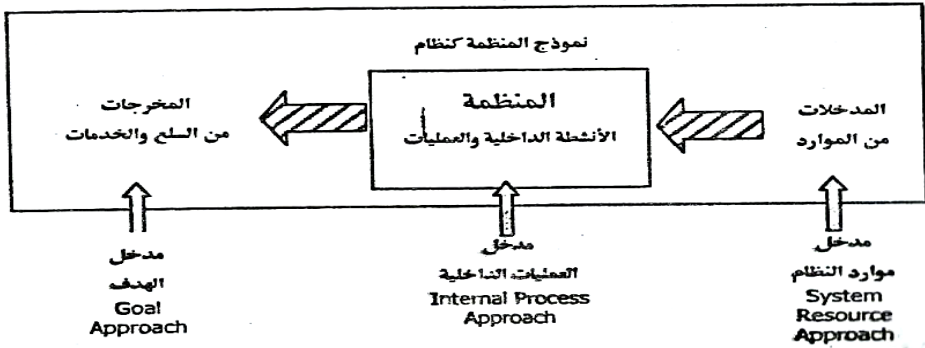 نموذج المنظمة كنظام
المدخلات
من الموارد
المنظمة
الأنشطة الداخلية والعمليات
المخرجات
من السلع والخدمات
مدخل
موارد النظام
System
Resource
Approach
مدخل
العمليات الداخلية
Internal Process
Approach
مدخل
الهدف
Goal
Approach